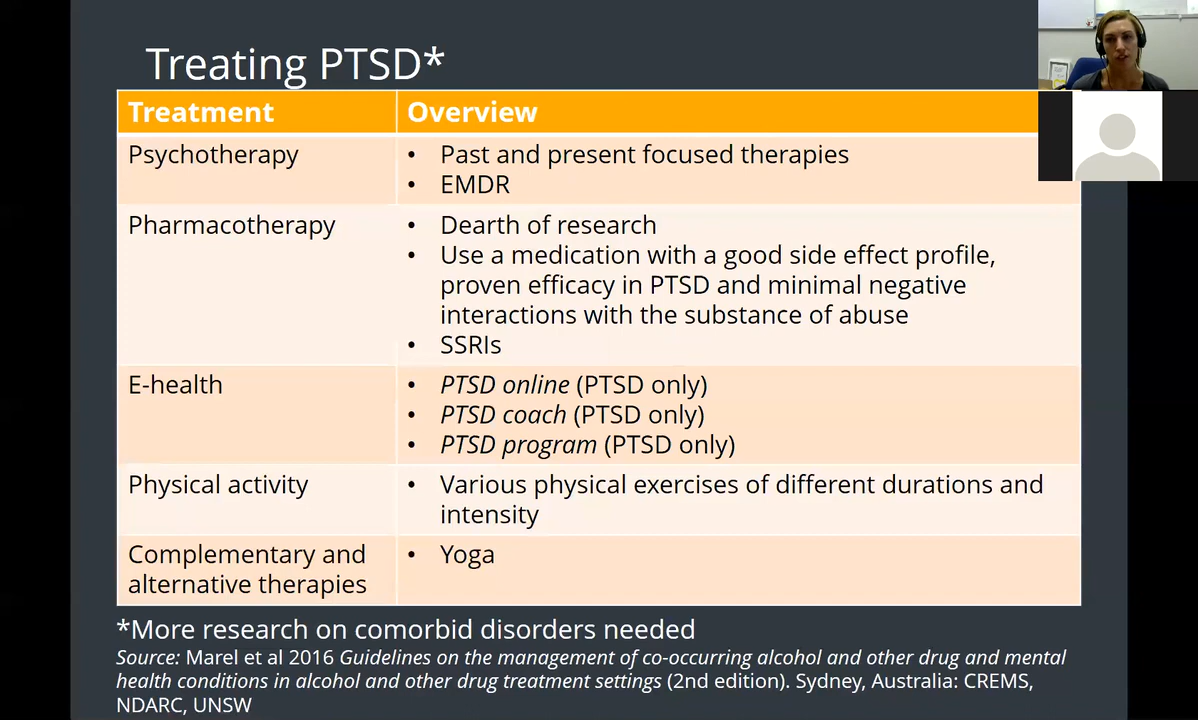 Treating PTSD*
Treatment
Overview
Psychotherapy
• Past and present focused therapies
• EMDR
Pharmacotherapy
• Dearth of research
• Use a medication with a good side effect profile,
proven efficacy in PTSD and minimal negative
interactions with the substance of abuse
• SSRIs
E-health
• PTSD online (PTSD only)
• PTSD coach (PTSD only)
• PTSD program (PTSD only)
Physical activity
• Various physical exercises of different durations and
intensity
Complementary and
alternative therapies
• Yoga
*More research on comorbid disorders needed
Source: Marel et al 2016 Guidelines on the management of co-occurring alcohol and other drug and mental
health conditions in alcohol and other drug treatment settings (2nd edition). Sydney, Australia: CREMS,
NDARC, UNSW